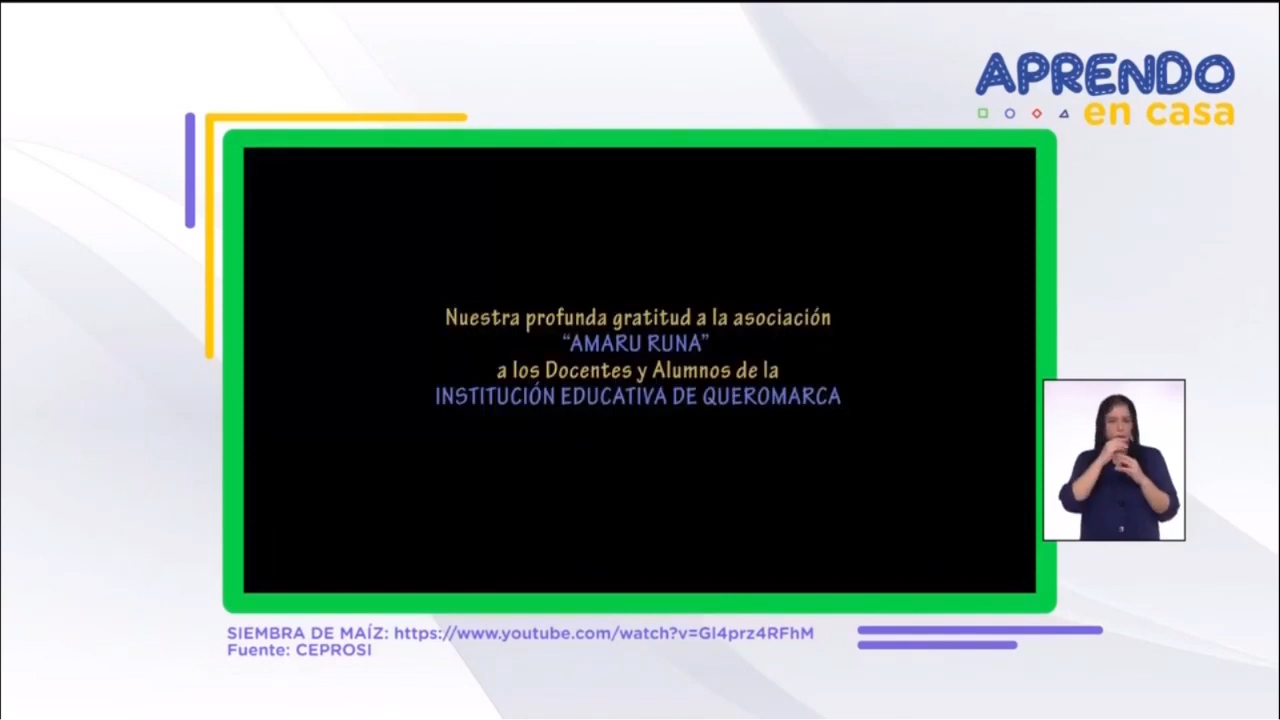 APRENDO
en casa
Nuestra profunda gratitud a la asociación
“AMARU RUNA”
a los Docentes y Alumnos de la
INSTITUCIÓN EDUCATIVA DE QUEROMARCA
SIEMBRA DE MAÍZ: https://www.youtube.com/watch?v=Gl4prz4RFhM
Fuente: CEPROSI